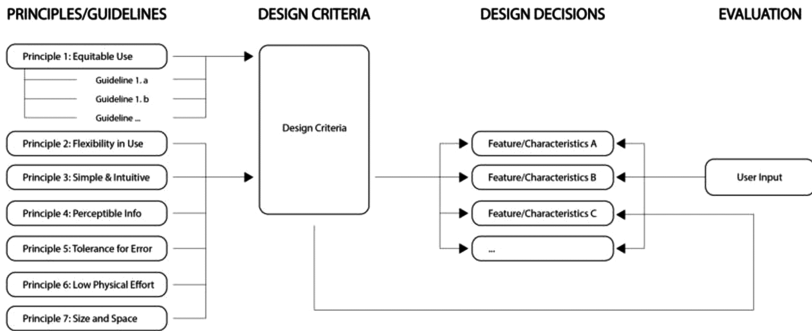 PRINCIPLES/GUIDELINES
DESIGN CRITERIA
DESIGN DECISIONS
EVALUATION
Principle 1: Equitable Use
Guideline 1. a
Guideline 1. b
Guideline ...
Principle 2: Flexibility in Use
Principle 3: Simple & Intuitive
Principle 4: Perceptible Info
Principle 5: Tolerance for Error
Principle 6: Low Physical Effort
Principle 7: Size and Space
Design Criteria
Feature/Characteristics A
Feature/Characteristics B
Feature/Characteristics C
...
User Input